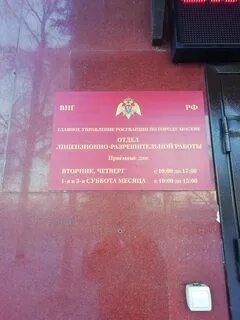 ВНГ РФ
ГЛАВНОЕ УПРАВЛЕНИЕ РОСГВАРДИИ ПО ГОРОДУ МОСКВЕ
ОТДЕЛ
ЛИЦЕНЗИОННО-РАЗРЕШИТЕЛЬНОЙ РАБОТЫ
Приёмные дни:
ВТОРНИК, ЧЕТВЕРГ с 10:00 до 17:00
1-я и 3-я СУББОТА МЕСЯЦА с 10:00 до 15:00